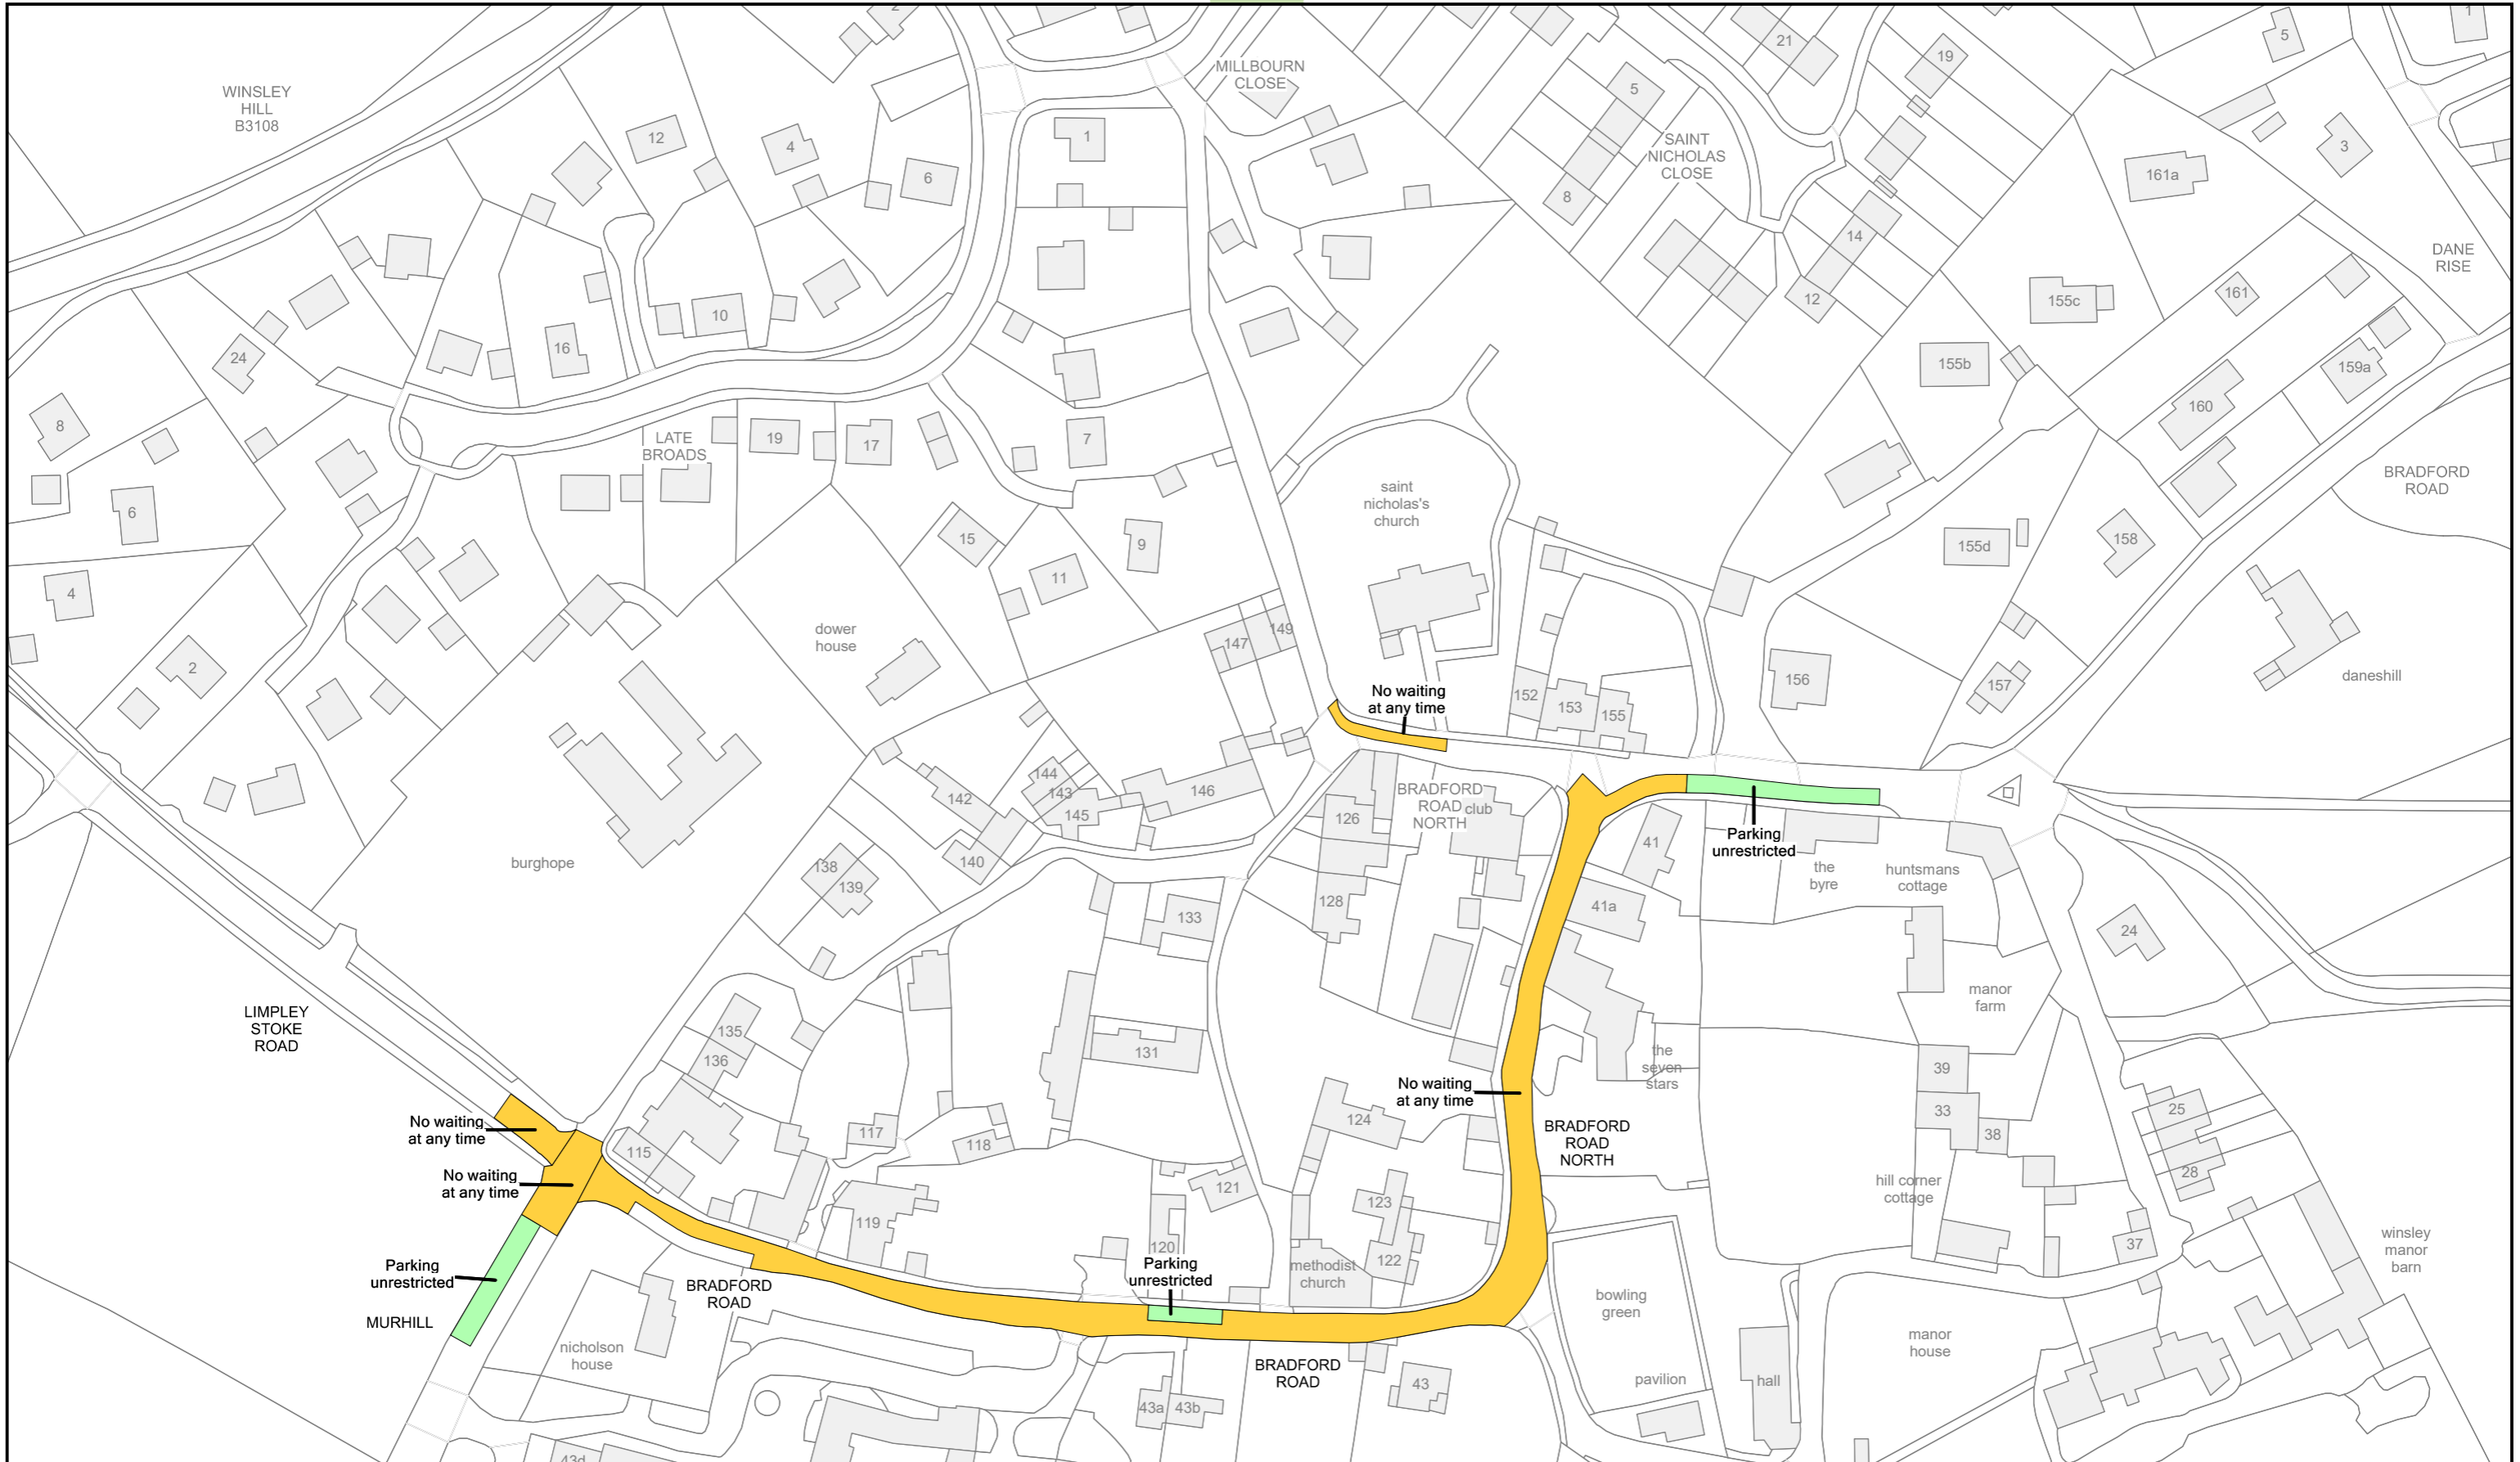 2
1
5
MILLBOURN
CLOSE
21
19
WINSLEY
HILL
B3108
5
12
1
4
3
SAINT
NICHOLAS
CLOSE
161a
6
8
14
DANE
RISE
161
12
155c
10
16
24
155b
159a
160
8
LATE
BROADS
19
17
7
BRADFORD
ROAD
saint
nicholas's
church
6
15
9
155d
158
11
4
dower
house
149
147
2
daneshill
156
157
No waiting
at any time
152
153
155
144
143
142
146
145
BRADFORD
ROAD
NORTH
club
126
Parking
unrestricted
41
burghope
140
138
139
the
byre
huntsmans
cottage
128
41a
133
24
manor
farm
LIMPLEY
STOKE
ROAD
135
136
131
the
seven
stars
39
No waiting
at any time
33
25
124
38
No waiting
at any time
117
118
115
BRADFORD
ROAD
NORTH
28
No waiting
at any time
121
hill corner
cottage
123
119
120
37
winsley
manor
barn
122
Parking
unrestricted
Parking
unrestricted
methodist
church
BRADFORD
ROAD
bowling
green
MURHILL
nicholson
house
manor
house
BRADFORD
ROAD
43
pavilion
hall
43a
43b
43d